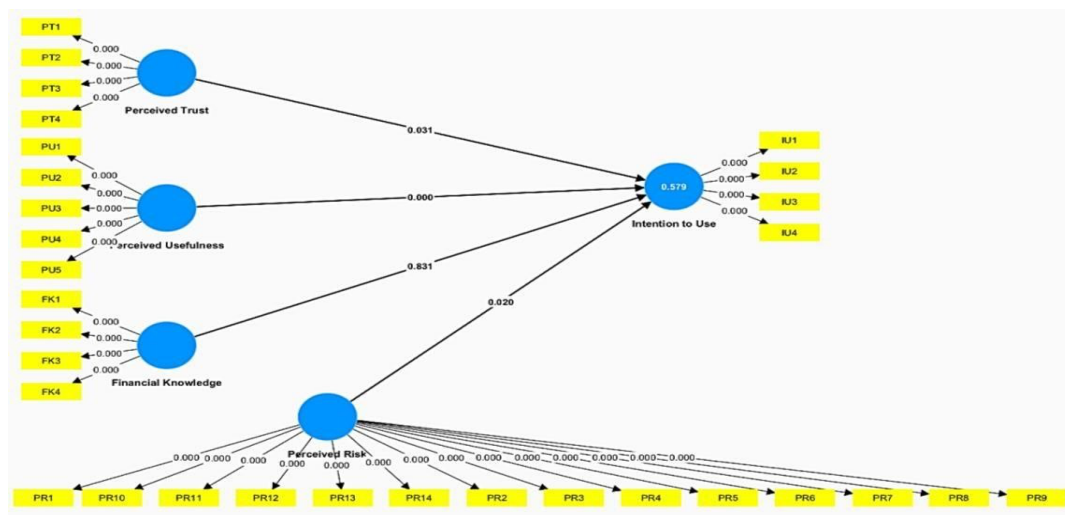 PT1
0.000
PT2
0.000
PT3
0.000
PT4
0.000
Perceived Trust
0.031
PU1
0.000
PU2
0.000
PU3
0.000
PU4
0.000
PU5
0.000
erceived Usefulness
0.000
FK1
0.000
FK2
0.000
FK3
0.000
FK4
0.000
Financial Knowledge
0.831
0.579
Intention to Use
IU1
0.000
IU2
0.000
IU3
0.000
IU4
0.000
0.020
Perceived Risk
0.000 0.000 0.000 0.000 0.000 0.000 0.000 0.000 0.000 0.000 0.000 0.000 0.000 0.000
PR1 PR10 PR11 PR12 PR13 PR14 PR2 PR3 PR4 PR5 PR6 PR7 PR8 PR9